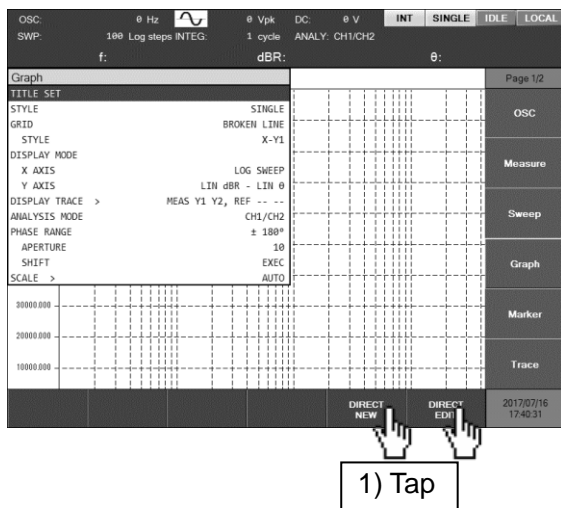 OSC: 0 Hz 0 Vpk DC: 0 V INT SINGLE IDLE LOCAL
SWP: 100 Log steps INTEG: 1 cycle ANALY: CH1/CH2
f: dBR: θ:
Graph
Page 1/2
TITLE SET
STYLE SINGLE
GRID BROKEN LINE
STYLE X-Y1
DISPLAY MODE
X AXIS LOG SWEEP
Y AXIS LIN dBR - LIN θ
DISPLAY TRACE > MEAS Y1 Y2, REF -- --
ANALYSIS MODE CH1/CH2
PHASE RANGE ± 180°
APERTURE 10
SHIFT EXEC
SCALE > AUTO
30000.000
20000.000
10000.000
OSC
Measure
Sweep
Graph
Marker
Trace
DIRECT
NEW
DIRECT
2017/07/16
17:40:31
1) Tap